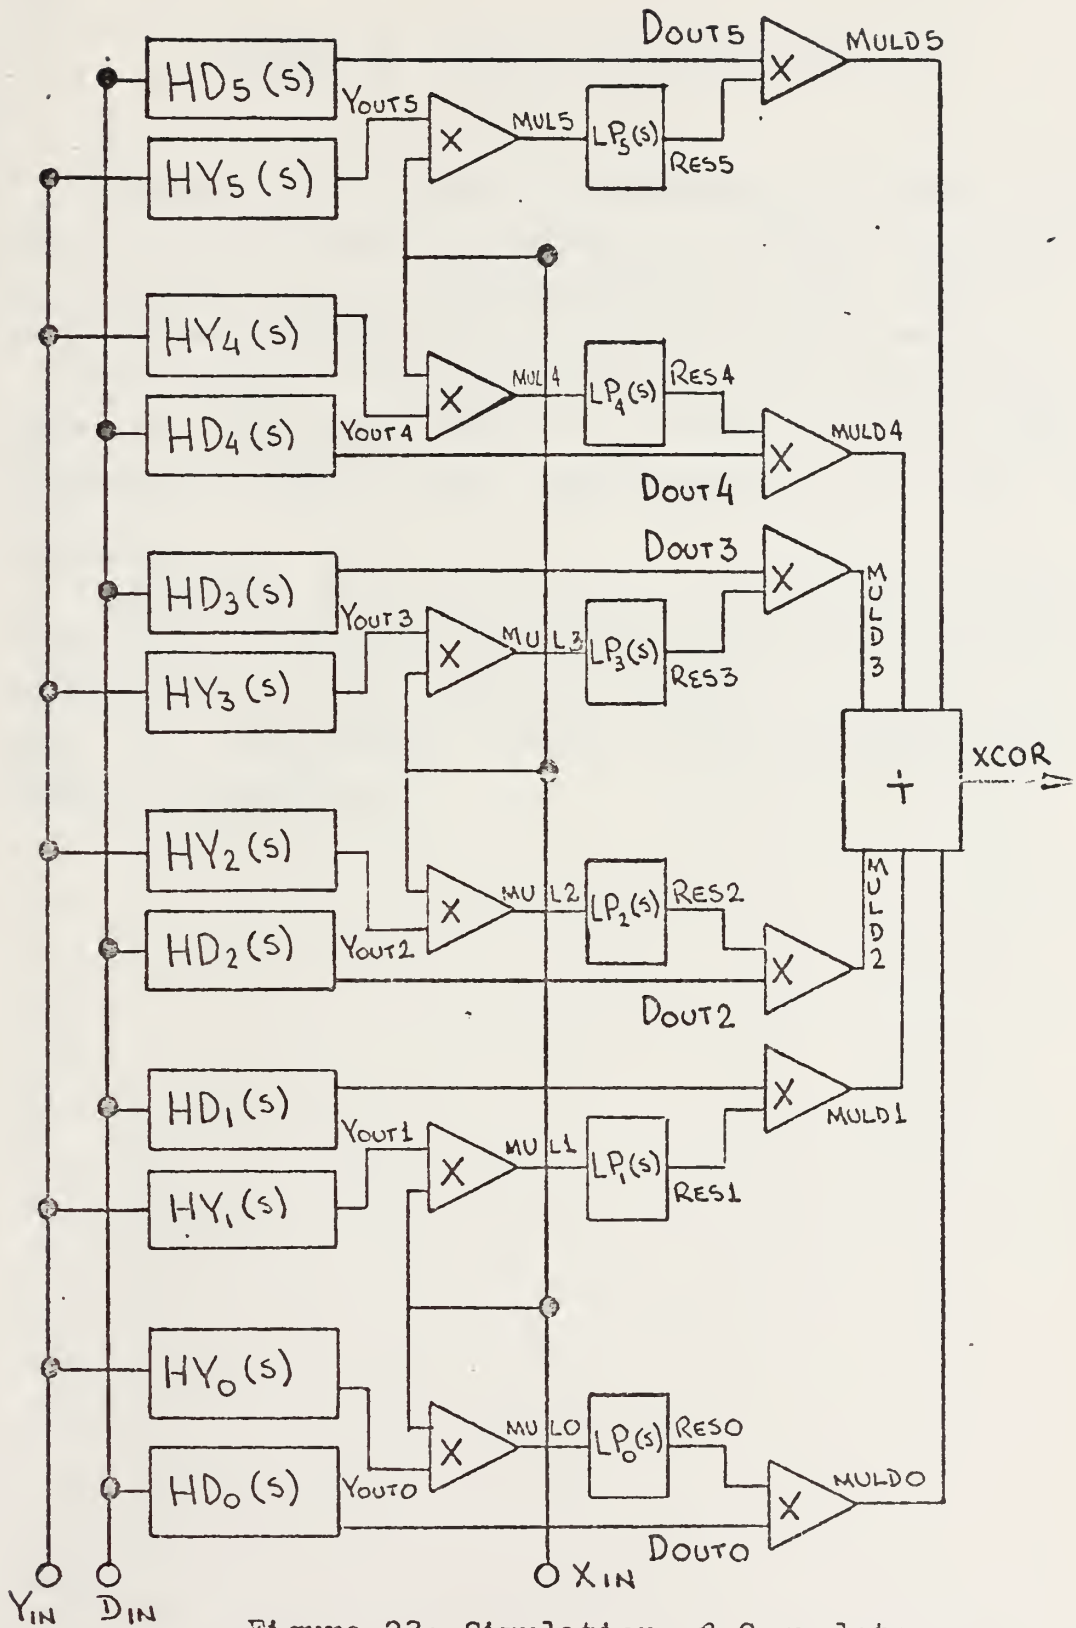 DOUT5
MULD5
HD5(s)
YOUT5
X
MUL5
LP5(s)
RES5
X
HY5(s)
HY4(s)
X
MUL4
LP4(s)
RES4
HD4(s)
YOUT4
X
MULD4
DOUT4
DOUT3
HD3(s)
YOUT3
X
MUL3
LP3(s)
RES3
X
MULD3
HY3(s)
+
XCOR
HY2(s)
X
MUL2
LP2(s)
RES2
MULD2
HD2(s)
YOUT2
X
DOUT2
HD1(s)
YOUT1
X
MUL1
LP1(s)
RES1
X
MULD1
HY1(s)
HY0(s)
X
MUL0
LP0(s)
RES0
MULD0
HD0(s)
YOUT0
X
DOUT0
YIN
DIN
XIN